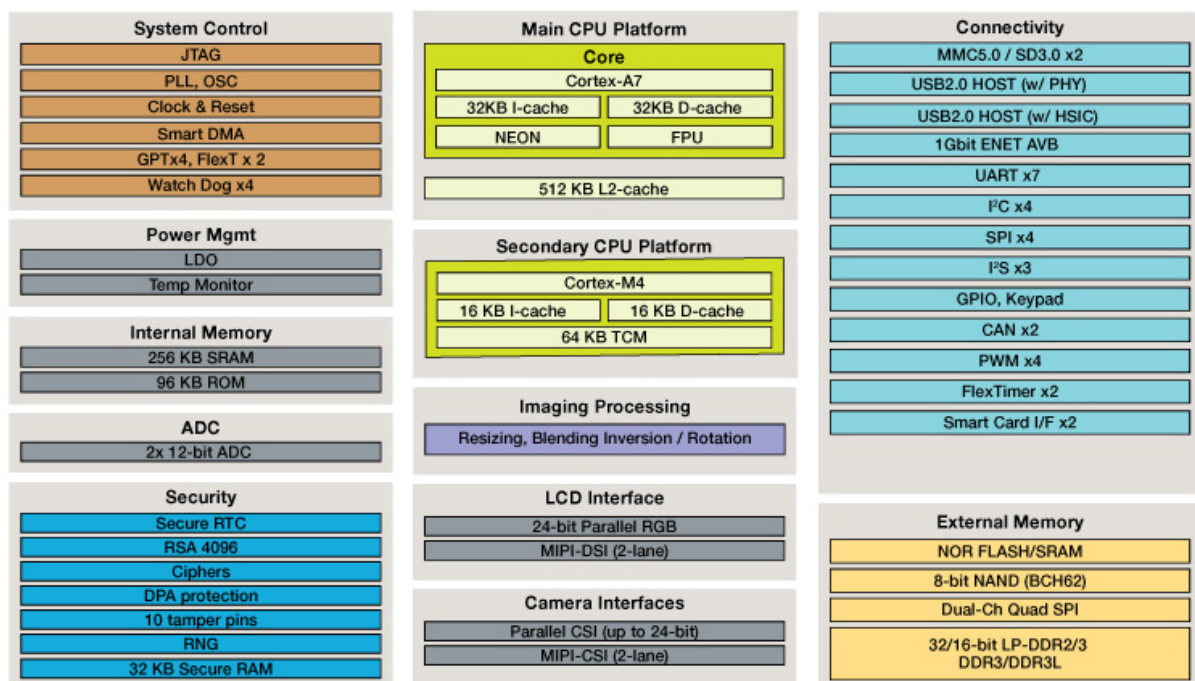 System Control
JTAG
PLL, OSC
Clock & Reset
Smart DMA
GPTx4, FlexT x 2
Watch Dog x4
Power Mgmt
LDO
Temp Monitor
Internal Memory
256 KB SRAM
96 KB ROM
ADC
2x 12-bit ADC
Security
Secure RTC
RSA 4096
Ciphers
DPA protection
10 tamper pins
RNG
32 KB Secure RAM
Main CPU Platform
Core
Cortex-A7
32KB I-cache
32KB D-cache
NEON
FPU
512 KB L2-cache
Secondary CPU Platform
Cortex-M4
16 KB I-cache
16 KB D-cache
64 KB TCM
Imaging Processing
Resizing, Blending Inversion / Rotation
LCD Interface
24-bit Parallel RGB
MIPI-DSI (2-lane)
Camera Interfaces
Parallel CSI (up to 24-bit)
MIPI-CSI (2-lane)
Connectivity
MMC5.0 / SD3.0 x2
USB2.0 HOST (w/ PHY)
USB2.0 HOST (w/ HSIC)
1Gbit ENET AVB
UART x7
I²C x4
SPI x4
I²S x3
GPIO, Keypad
CAN x2
PWM x4
FlexTimer x2
Smart Card I/F x2
External Memory
NOR FLASH/SRAM
8-bit NAND (BCH62)
Dual-Ch Quad SPI
32/16-bit LP-DDR2/3
DDR3/DDR3L